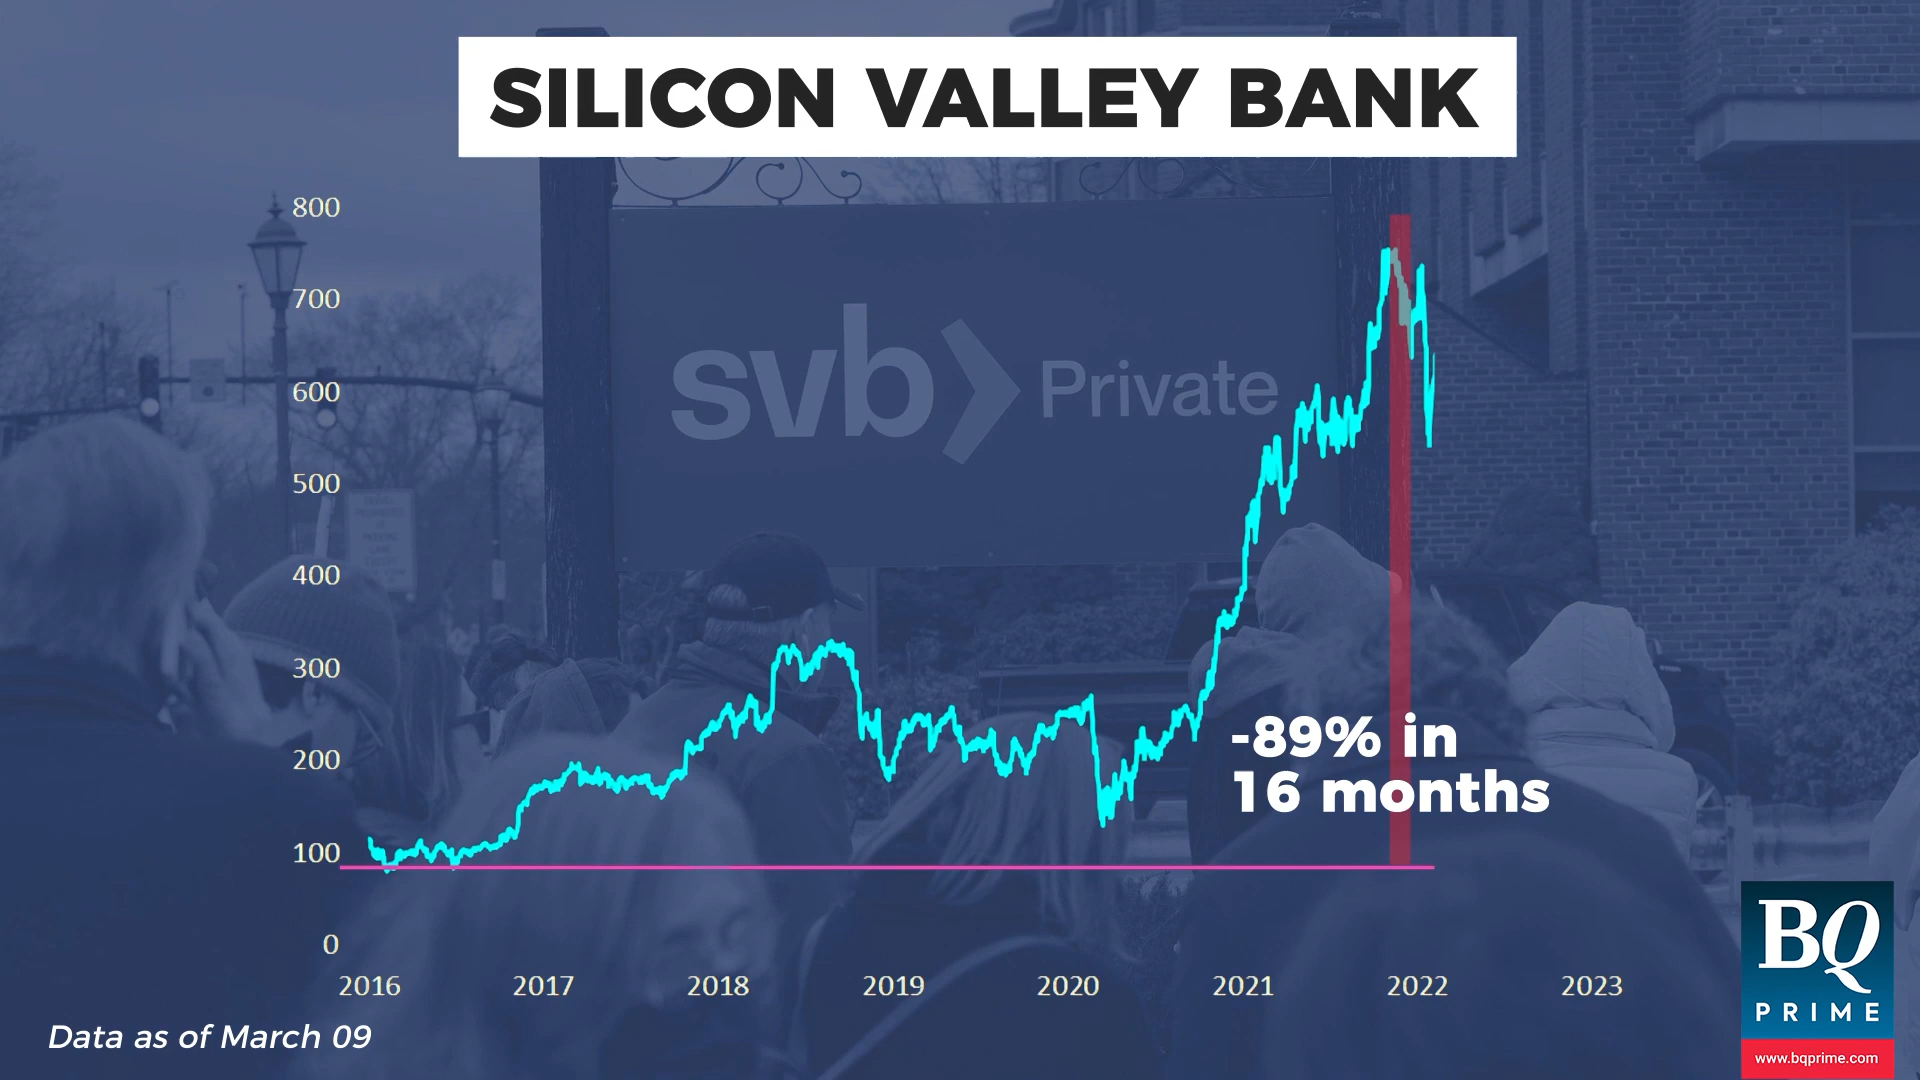 SILICON VALLEY BANK
800
700
600
500
400
300
200
100
0
svb Private
-89% in
16 months
2016 2017 2018 2019 2020 2021 2022 2023
Data as of March 09
BQ
PRIME
www.bqprime.com